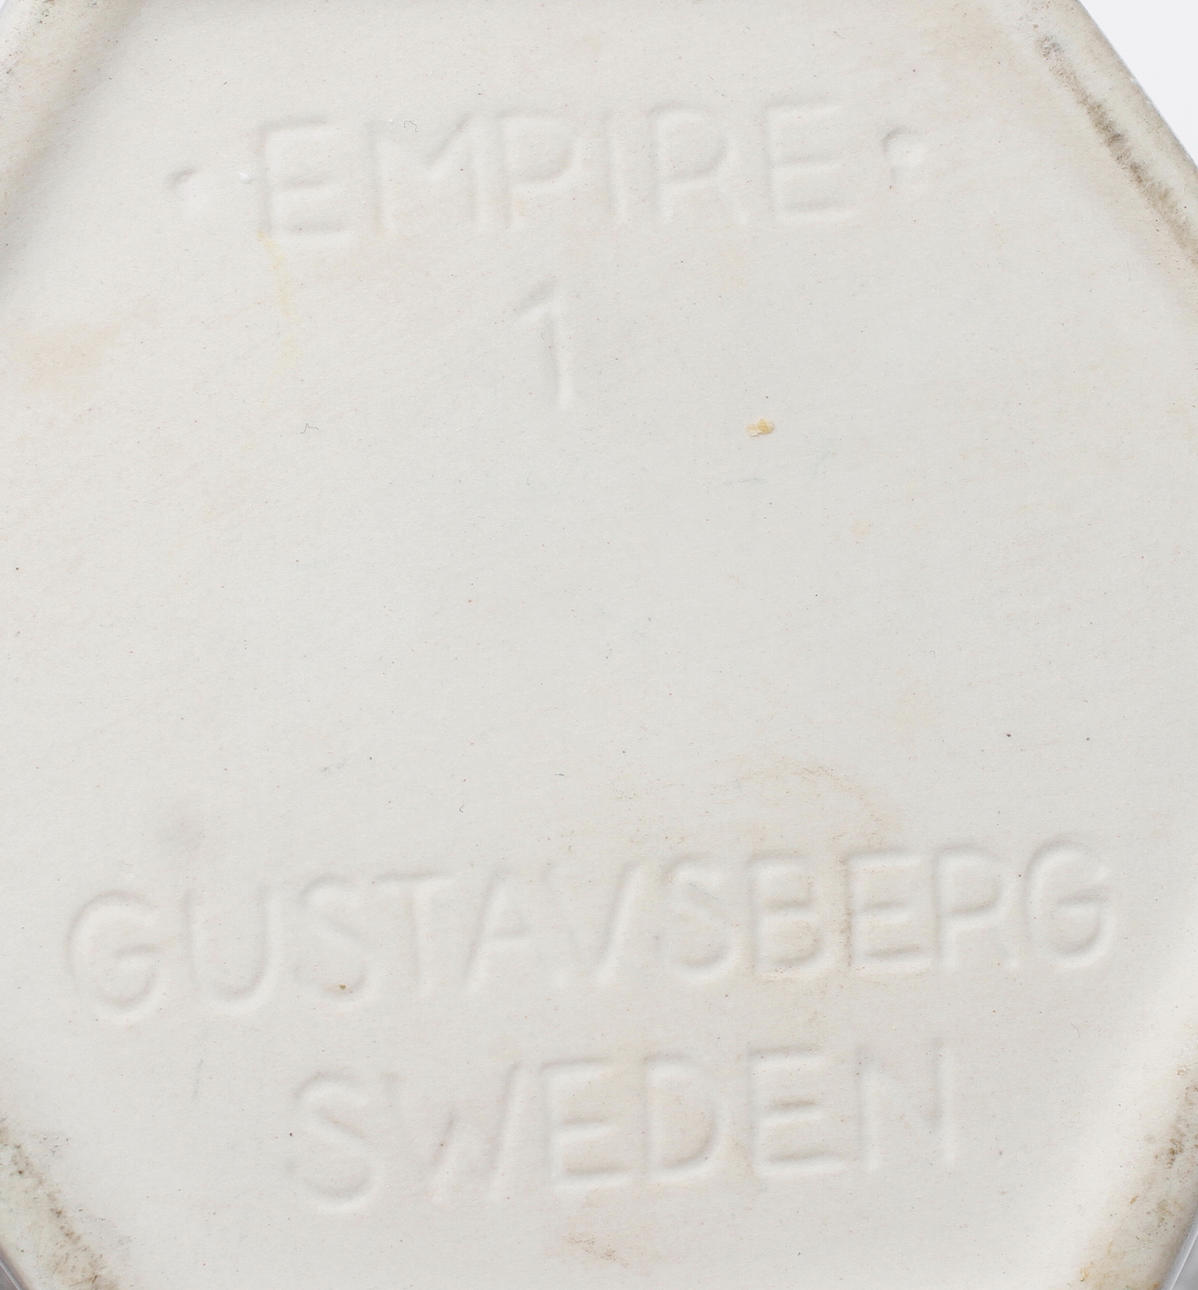 · EMPIRE ·
1
GUSTAVSBERG
SWEDEN